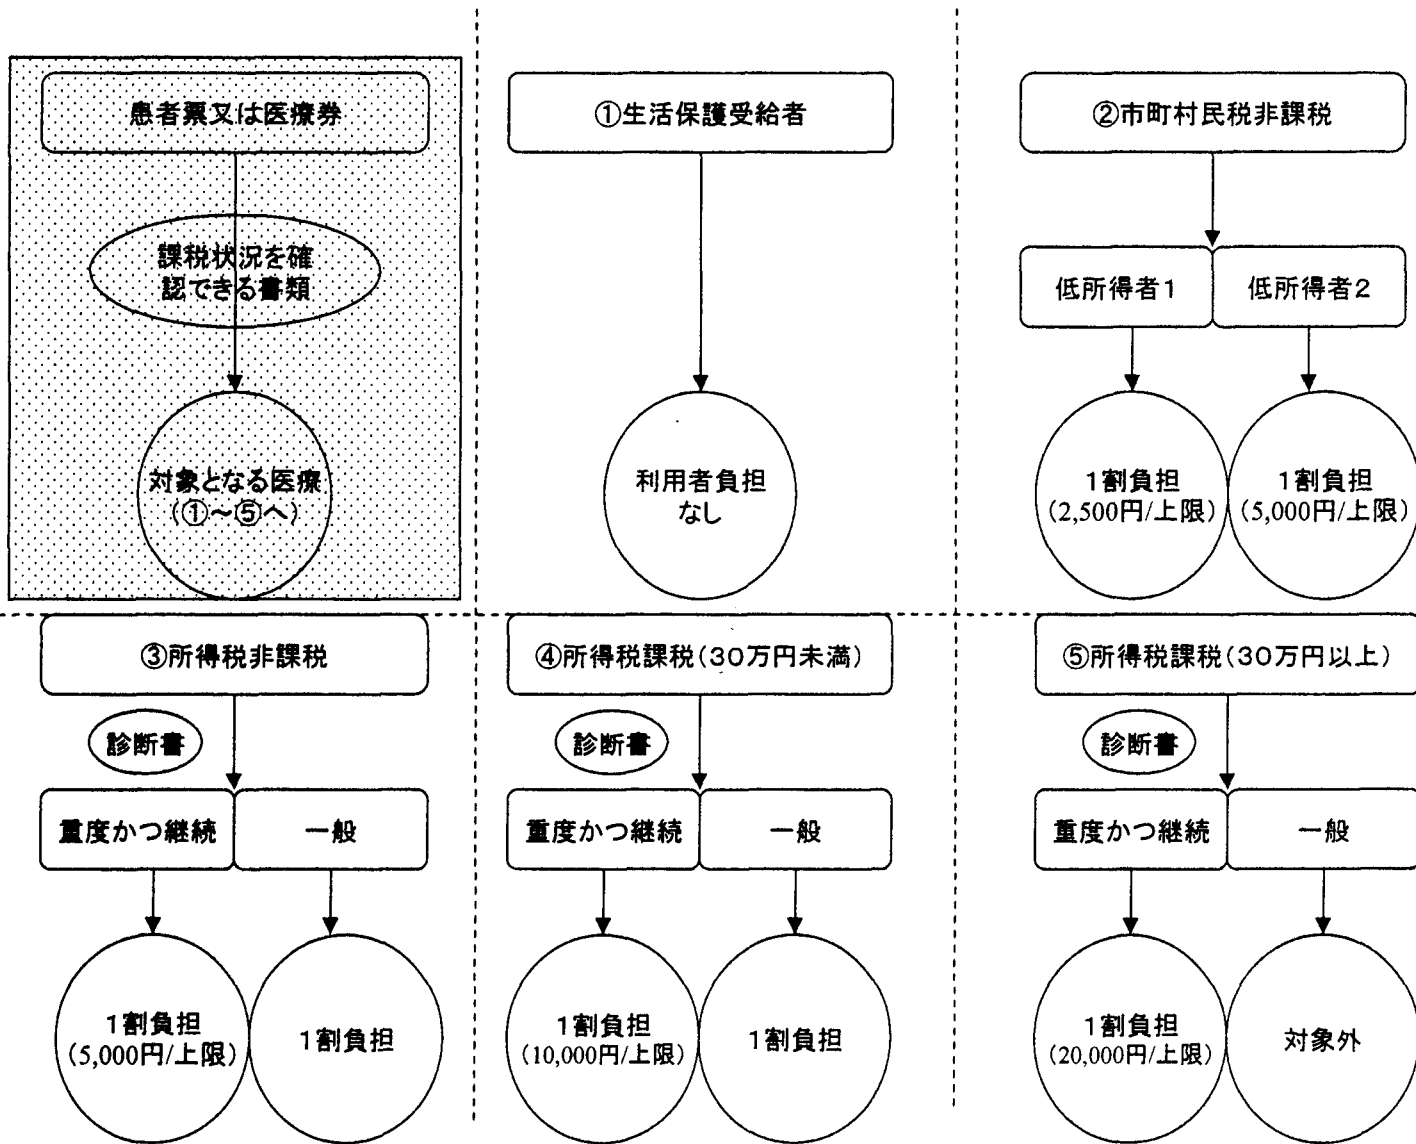 患者票又は医療券
課税状況を確
認できる書類
対象となる医療
(①～⑤へ)
①生活保護受給者
利用者負担
なし
②市町村民税非課税
低所得者1
低所得者2
1割負担
(2,500円/上限)
1割負担
(5,000円/上限)
③所得税非課税
診断書
重度かつ継続
一般
1割負担
(5,000円/上限)
1割負担
④所得税課税(30万円未満)
診断書
重度かつ継続
一般
1割負担
(10,000円/上限)
1割負担
⑤所得税課税(30万円以上)
診断書
重度かつ継続
一般
1割負担
(20,000円/上限)
対象外